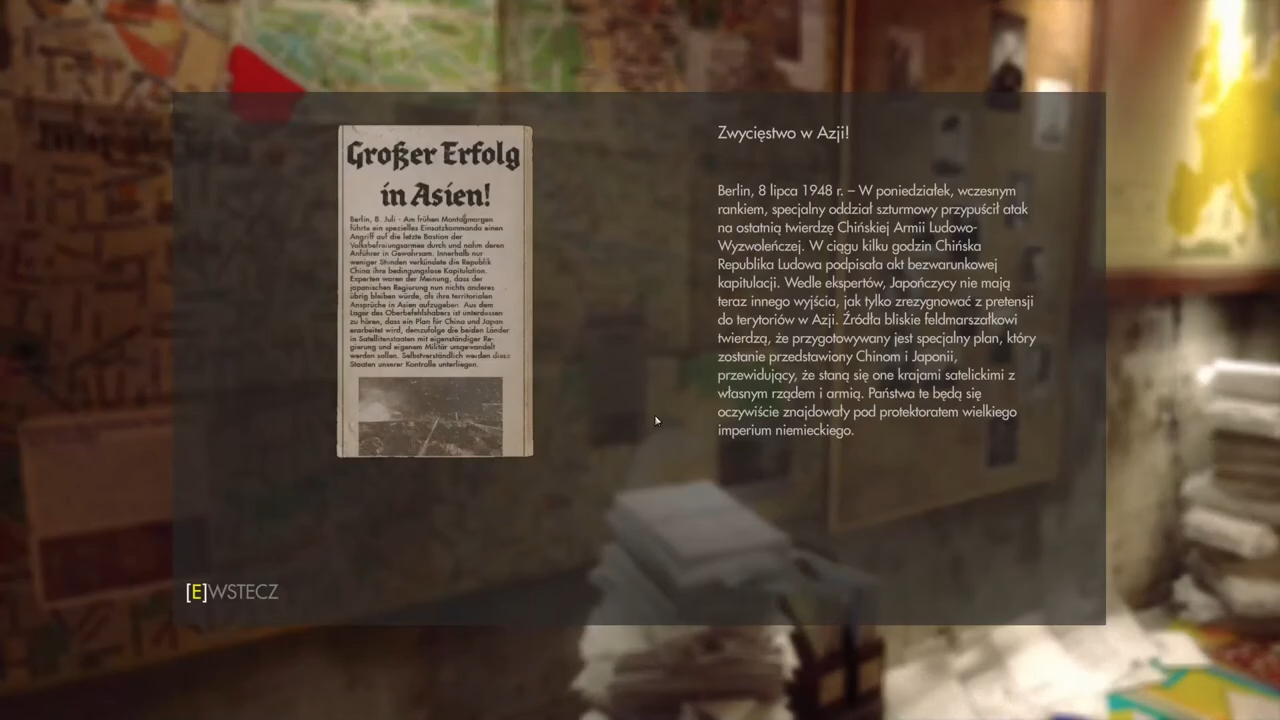 Großer Erfolg
in Asien!
Berlin, 8. Juli - Am frühen Montagmorgen
führte ein spezielles Einsatzkommando einen
Angriff auf die letzte Bastion der
Volksbefreiungsarmee durch und nahm deren
Anführer in Gewahrsam. Innerhalb nur
weniger Stunden verkündete die Republik
China ihre bedingungslose Kapitulation.
Experten waren der Meinung, dass der
japanischen Regierung nun nichts anderes
übrig bleiben würde, als ihre territorialen
Ansprüche in Asien aufzugeben. Aus dem
Lager des Oberbefehlshabers ist unterdessen
zu hören, dass ein Plan für China und Japan
erarbeitet wird, demzufolge die beiden Länder
in Satellitenstaaten mit eigenständiger Re-
gierung und eigenem Militär umgewandelt
werden sollen. Selbstverständlich werden diese
Staaten unserer Kontrolle unterliegen.
Zwycięstwo w Azji!
Berlin, 8 lipca 1948 r. – W poniedziałek, wczesnym
rankiem, specjalny oddział szturmowy przypuścił atak
na ostatnią twierdzę Chińskiej Armii Ludowo-
Wyzwoleńczej. W ciągu kilku godzin Chińska
Republika Ludowa podpisała akt bezwarunkowej
kapitulacji. Wedle ekspertów, Japończycy nie mają
teraz innego wyjścia, jak tylko zrezygnować z pretensji
do terytoriów w Azji. Źródła bliskie feldmarszałkowi
twierdzą, że przygotowywany jest specjalny plan, który
zostanie przedstawiony Chinom i Japonii,
przewidujący, że staną się one krajami satelickimi z
własnym rządem i armią. Państwa te będą się
oczywiście znajdowały pod protektoratem wielkiego
imperium niemieckiego.
[E]WSTECZ